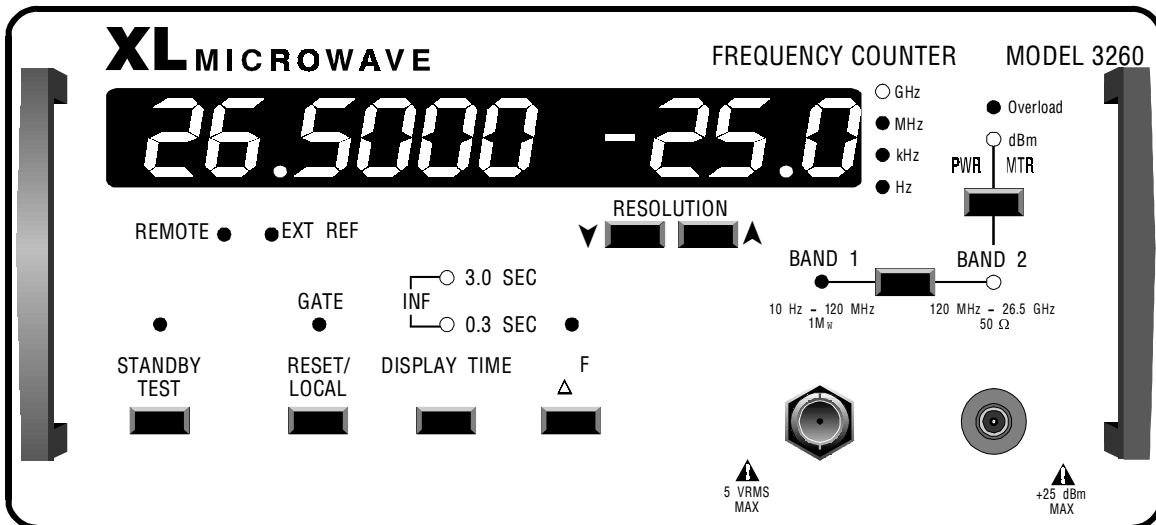 XL MICROWAVE
FREQUENCY COUNTER
MODEL 3260
26.5000 -25.0
GHz
MHz
kHz
Hz
Overload
dBm
PWR MTR
REMOTE
EXT REF
RESOLUTION
BAND 1
BAND 2
10 Hz - 120 MHz
1Mw
120 MHz - 26.5 GHz
50 Ω
GATE
INF
3.0 SEC
0.3 SEC
STANDBY
TEST
RESET/
LOCAL
DISPLAY TIME
F
Δ
5 VRMS
MAX
+25 dBm
MAX